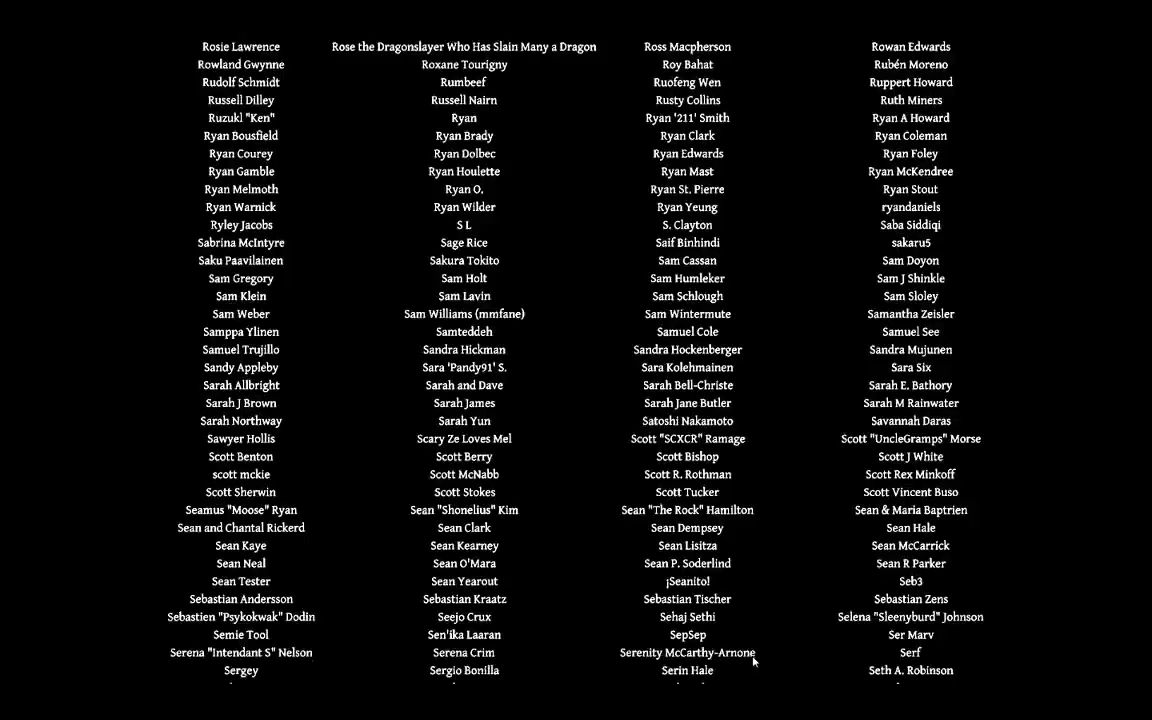 Rosie Lawrence Rose the Dragonslayer Who Has Slain Many a Dragon Ross Macpherson Rowan Edwards
Rowland Gwynne Roxane Tourigny Roy Bahat Rubén Moreno
Rudolf Schmidt Rumbeef Ruofeng Wen Ruppert Howard
Russell Dilley Russell Nairn Rusty Collins Ruth Miners
Ruzukl "Ken" Ryan Ryan '211' Smith Ryan A Howard
Ryan Bousfield Ryan Brady Ryan Clark Ryan Coleman
Ryan Courey Ryan Dolbec Ryan Edwards Ryan Foley
Ryan Gamble Ryan Houlette Ryan Mast Ryan McKendree
Ryan Melmoth Ryan O. Ryan St. Pierre Ryan Stout
Ryan Warnick Ryan Wilder Ryan Yeung ryandaniels
Ryley Jacobs S L S. Clayton Saba Siddiqi
Sabrina McIntyre Sage Rice Saif Binhindi sakaru5
Saku Paavilainen Sakura Tokito Sam Cassan Sam Doyon
Sam Gregory Sam Holt Sam Humleker Sam J Shinkle
Sam Klein Sam Lavin Sam Schlough Sam Sloley
Sam Weber Sam Williams (mmfane) Sam Wintermute Samantha Zeisler
Samppa Ylinen Samteddeh Samuel Cole Samuel See
Samuel Trujillo Sandra Hickman Sandra Hockenberger Sandra Mujunen
Sandy Appleby Sara 'Pandy91' S. Sara Kolehmainen Sara Six
Sarah Allbright Sarah and Dave Sarah Bell-Christe Sarah E. Bathory
Sarah J Brown Sarah James Sarah Jane Butler Sarah M Rainwater
Sarah Northway Sarah Yun Satoshi Nakamoto Savannah Daras
Sawyer Hollis Scary Ze Loves Mel Scott "SCXCR" Ramage Scott "UncleGramps" Morse
Scott Benton Scott Berry Scott Bishop Scott J White
scott mckie Scott McNabb Scott R. Rothman Scott Rex Minkoff
Scott Sherwin Scott Stokes Scott Tucker Scott Vincent Buso
Seamus "Moose" Ryan Sean "Shonelius" Kim Sean "The Rock" Hamilton Sean & Maria Baptrien
Sean and Chantal Rickerd Sean Clark Sean Dempsey Sean Hale
Sean Kaye Sean Kearney Sean Lisitza Sean McCarrick
Sean Neal Sean O'Mara Sean P. Soderlind Sean R Parker
Sean Tester Sean Yearout ¡Seanito! Seb3
Sebastian Andersson Sebastian Kraatz Sebastian Tischer Sebastian Zens
Sebastien "Psykokwak" Dodin Seejo Crux Sehaj Sethi Selena "Sleenyburd" Johnson
Semie Tool Sen'ika Laaran SepSep Ser Marv
Serena "Intendant S" Nelson Serena Crim Serenity McCarthy-Arnone Serf
Sergey Sergio Bonilla Serin Hale Seth A. Robinson